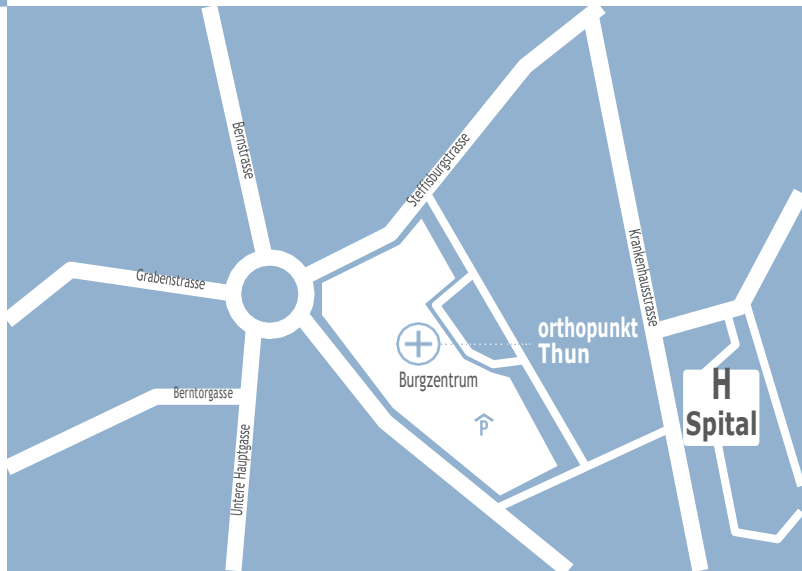 Bernstrasse
Steffisburgstrasse
Grabenstrasse
Krankenhausstrasse
orthopunkt
Thun
Burgzentrum
H
Spital
Berntorgasse
P
Untere Hauptgasse